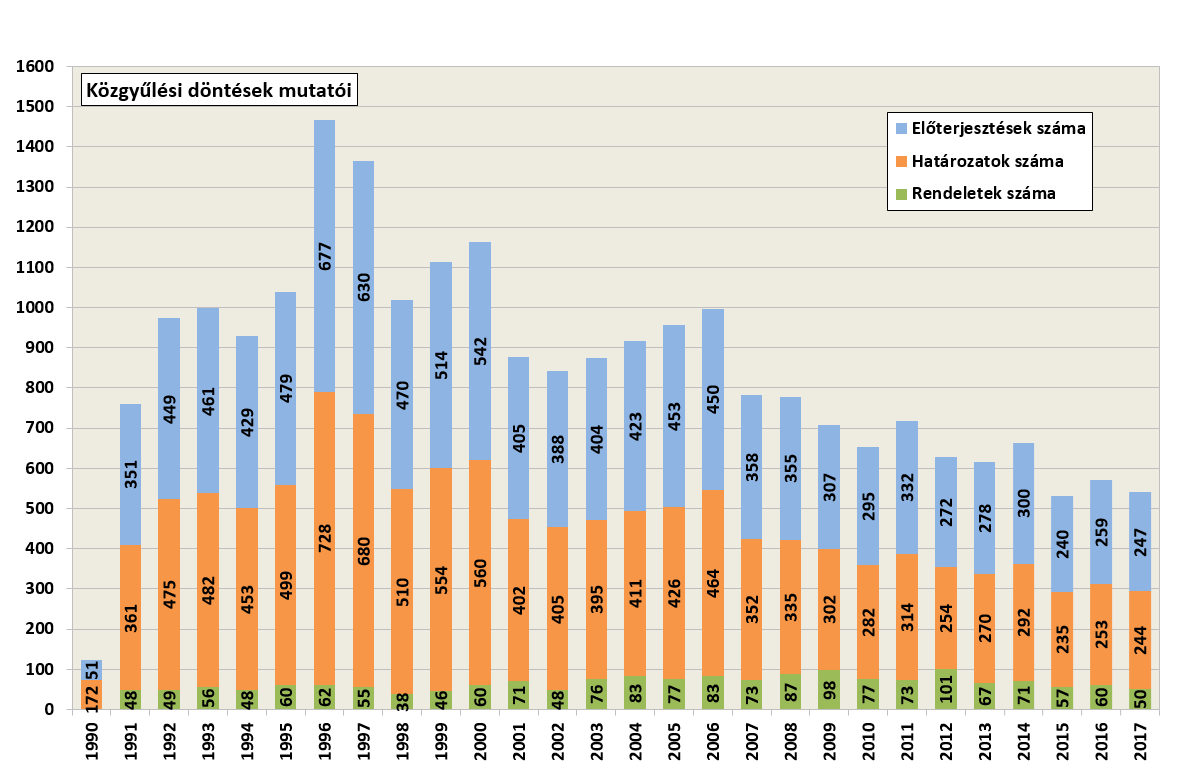 Közgyűlési döntések mutatói
Előterjesztések száma
Határozatok száma
Rendeletek száma
1600
1500
1400
1300
1200
1100
1000
900
800
700
600
500
400
300
200
100
0
51 351 449 461 429 479 677 630 470 514 542 405 388 404 423 453 450 358 355 307 295 332 272 278 300 240 259 247
72 361 475 482 453 499 728 680 510 554 560 402 405 395 411 426 464 352 335 302 282 314 254 270 292 235 253 244
1 48 49 56 48 60 62 55 38 46 60 71 48 76 83 77 83 73 87 98 77 73 101 67 71 57 60 50
1990 1991 1992 1993 1994 1995 1996 1997 1998 1999 2000 2001 2002 2003 2004 2005 2006 2007 2008 2009 2010 2011 2012 2013 2014 2015 2016 2017